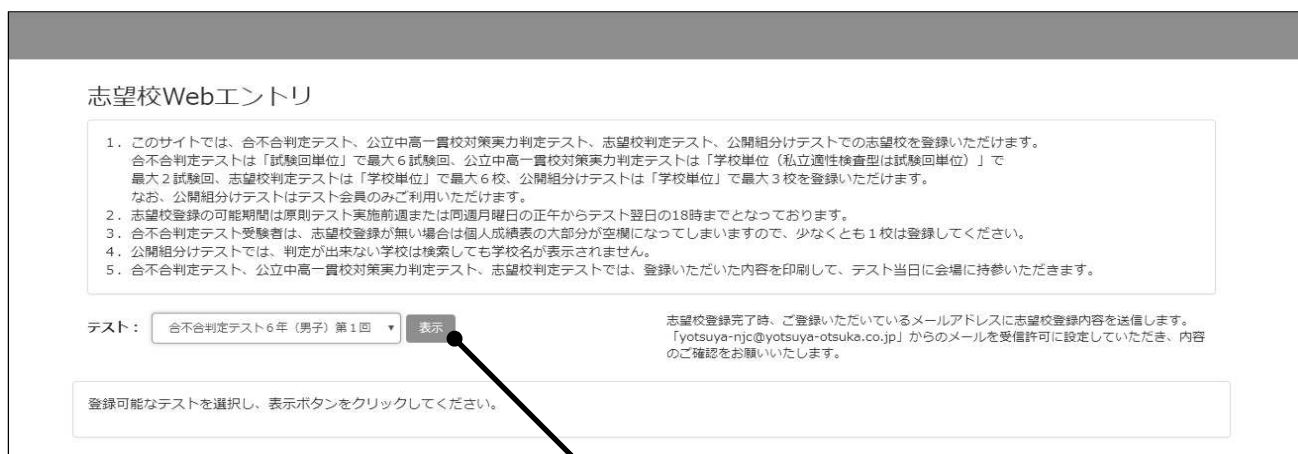 志望校Webエントリ
1. このサイトでは、合不合判定テスト、公立中高一貫校対策実力判定テスト、志望校判定テスト、公開組分けテストでの志望校を登録いただけます。
合不合判定テストは「試験回単位」で最大6試験回、公立中高一貫校対策実力判定テストは「学校単位（私立適性検査型は試験回単位）」で
最大2試験回、志望校判定テストは「学校単位」で最大6校、公開組分けテストは「学校単位」で最大3校を登録いただけます。
なお、公開組分けテストはテスト会員のみご利用いただけます。
2. 志望校登録の可能期間は原則テスト実施前週または同週月曜日の正午からテスト翌日の18時までとなっております。
3. 合不合判定テスト受験者は、志望校登録が無い場合は個人成績表の大部分が空欄になってしまいますので、少なくとも1校は登録してください。
4. 公開組分けテストでは、判定が出来ない学校は検索しても学校名が表示されません。
5. 合不合判定テスト、公立中高一貫校対策実力判定テスト、志望校判定テストでは、登録いただいた内容を印刷して、テスト当日に会場に持参いただきます。
テスト： 合不合判定テスト6年（男子）第1回 ▼ 表示
志望校登録完了時、ご登録いただいているメールアドレスに志望校登録内容を送信します。
「yotsuya-njc@yotsuya-otsuka.co.jp」からのメールを受信許可に設定していただき、内容
のご確認をお願いいたします。
登録可能なテストを選択し、表示ボタンをクリックしてください。